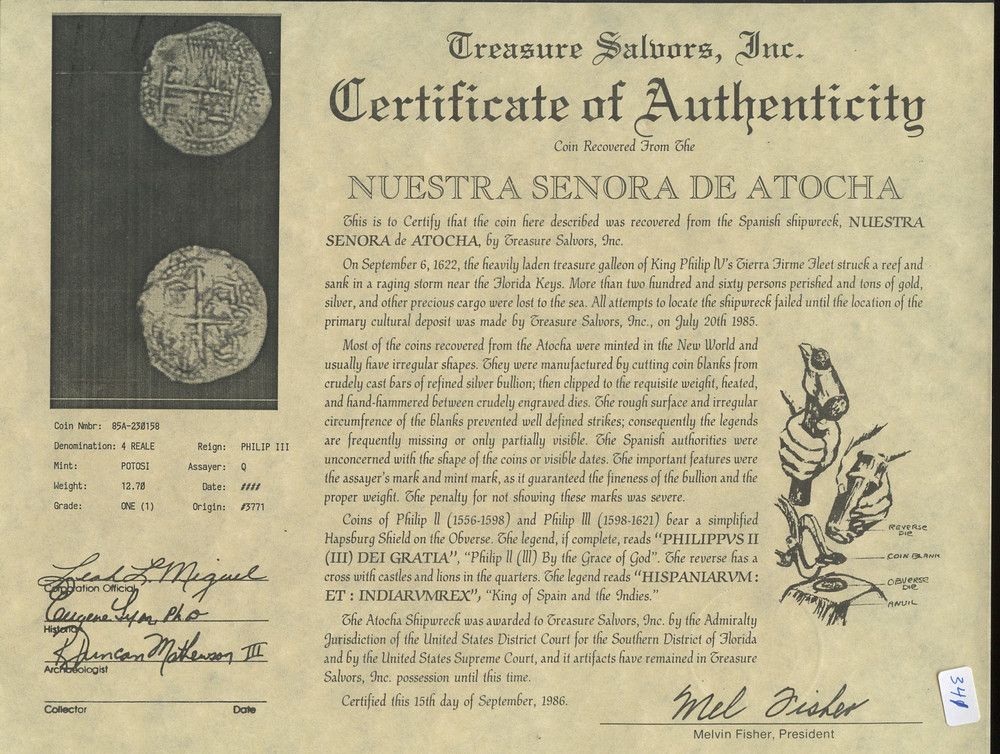 Treasure Salvors, Inc.
Certificate of Authenticity
Coin Recovered From The
NUESTRA SENORA DE ATOCHA
This is to Certify that the coin here described was recovered from the Spanish shipwreck, NUESTRA
SENORA de ATOCHA, by Treasure Salvors, Inc.
On September 6, 1622, the heavily laden treasure galleon of King Philip lV's Tierra Firme Fleet struck a reef and
sank in a raging storm near the Florida Keys. More than two hundred and sixty persons perished and tons of gold,
silver, and other precious cargo were lost to the sea. All attempts to locate the shipwreck failed until the location of the
primary cultural deposit was made by Treasure Salvors, Inc., on July 20th 1985.
Most of the coins recovered from the Atocha were minted in the New World and
usually have irregular shapes. They were manufactured by cutting coin blanks from
crudely cast bars of refined silver bullion; then clipped to the requisite weight, heated,
and hand-hammered between crudely engraved dies. The rough surface and irregular
circumfrence of the blanks prevented well defined strikes; consequently the legends
are frequently missing or only partially visible. The Spanish authorities were
unconcerned with the shape of the coins or visible dates. The important features were
the assayer's mark and mint mark, as it guaranteed the fineness of the bullion and the
proper weight. The penalty for not showing these marks was severe.
Coins of Philip ll (1556-1598) and Philip lll (1598-1621) bear a simplified
Hapsburg Shield on the Obverse. The legend, if complete, reads "PHILIPPVS II
(III) DEI GRATIA", "Philip ll (lll) By the Grace of God". The reverse has a
cross with castles and lions in the quarters. The legend reads "HISPANIARVM :
ET : INDIARVMREX", "King of Spain and the Indies."
The Atocha Shipwreck was awarded to Treasure Salvors, Inc. by the Admiralty
Jurisdiction of the United States District Court for the Southern District of Florida
and by the United States Supreme Court, and it artifacts have remained in Treasure
Salvors, Inc. possession until this time.
Certified this 15th day of September, 1986.
Mel Fisher
Melvin Fisher, President
REVERSE
DIE
COIN BLANK
OBVERSE
DIE
ANVIL
Coin Nmbr: 85A-230158
Denomination: 4 REALE Reign: PHILIP III
Mint: POTOSI Assayer: Q
Weight: 12.70 Date: ####
Grade: ONE (1) Origin: #3771
Leah L. Miguel
Corporation Official
Eugene Lyon, PhD
Historian
R Duncan Mathewson III
Archaeologist
Collector Date
349